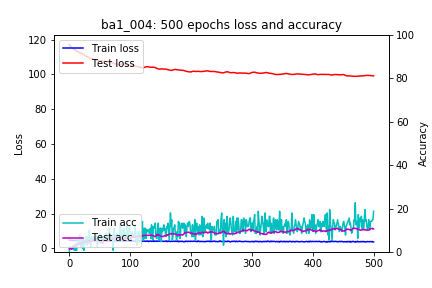 ba1_004: 500 epochs loss and accuracy
Train loss
Test loss
Train acc
Test acc
120
100
80
60
40
20
0
Loss
100
80
60
40
20
0
Accuracy
0
100
200
300
400
500